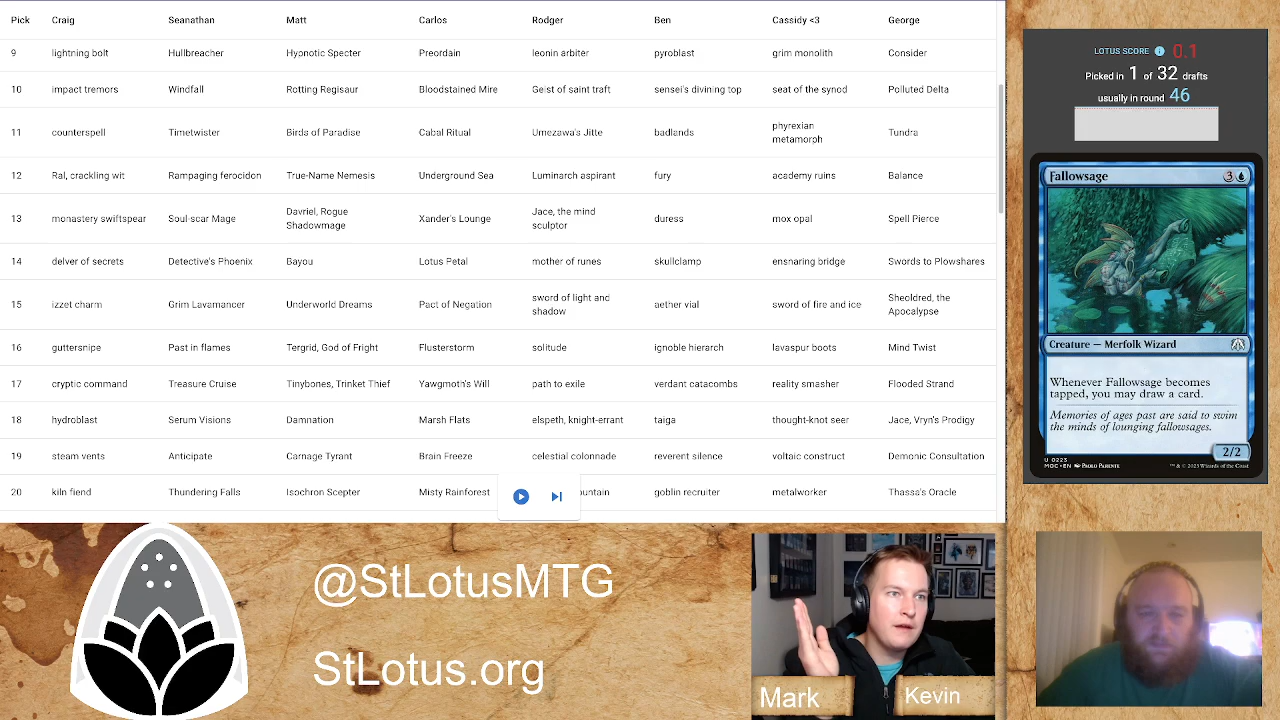 Pick Craig Seanathan Matt Carlos Rodger Ben Cassidy <3 George
9 lightning bolt Hullbreacher Hypnotic Specter Preordain leonin arbiter pyroblast grim monolith Consider
10 impact tremors Windfall Rotting Regisaur Bloodstained Mire Geist of saint traft sensei's divining top seat of the synod Polluted Delta
11 counterspell Timetwister Birds of Paradise Cabal Ritual Umezawa's Jitte badlands phyrexian metamorph Tundra
12 Ral, crackling wit Rampaging ferocidon True-Name Nemesis Underground Sea Luminarch aspirant fury academy ruins Balance
13 monastery swiftspear Soul-scar Mage Davriel, Rogue Shadowmage Xander's Lounge Jace, the mind sculptor duress mox opal Spell Pierce
14 delver of secrets Detective's Phoenix Bayou Lotus Petal mother of runes skullclamp ensnaring bridge Swords to Plowshares
15 izzet charm Grim Lavamancer Underworld Dreams Pact of Negation sword of light and shadow aether vial sword of fire and ice Sheoldred, the Apocalypse
16 guttersnipe Past in flames Tergrid, God of Fright Flusterstorm solitude ignoble hierarch lavaspur boots Mind Twist
17 cryptic command Treasure Cruise Tinybones, Trinket Thief Yawgmoth's Will path to exile verdant catacombs reality smasher Flooded Strand
18 hydroblast Serum Visions Damnation Marsh Flats elspeth, knight-errant taiga thought-knot seer Jace, Vryn's Prodigy
19 steam vents Anticipate Carnage Tyrant Brain Freeze celestial colonnade reverent silence voltaic construct Demonic Consultation
20 kiln fiend Thundering Falls Isochron Scepter Misty Rainforest goblin recruiter metalworker Thassa's Oracle
LOTUS SCORE 0.1
Picked in 1 of 32 drafts
usually in round 46
Fallowsage 3
Creature — Merfolk Wizard
Whenever Fallowsage becomes
tapped, you may draw a card.
Memories of ages past are said to swim
the minds of lounging fallowsages.
2/2
U 0223
MOC • EN PAOLO PARENTE ™ & © 2023 Wizards of the Coast
@StLotusMTG
StLotus.org
Mark
Kevin